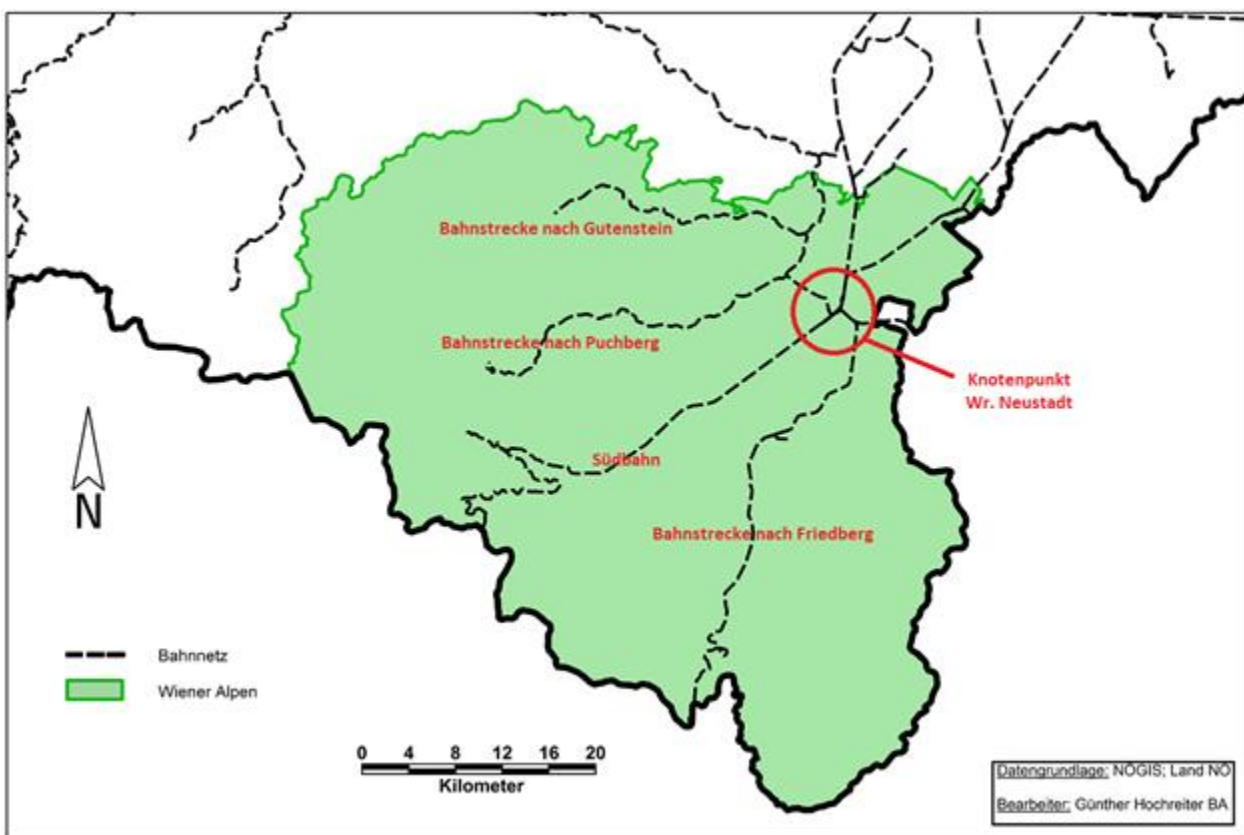 Bahnstrecke nach Gutenstein
Bahnstrecke nach Puchberg
Knotenpunkt
Wr. Neustadt
Südbahn
Bahnstrecke nach Friedberg
N
Bahnnetz
Wiener Alpen
0 4 8 12 16 20
Kilometer
Datengrundlage: NÖGIS; Land NÖ
Bearbeiter: Günther Hochreiter BA